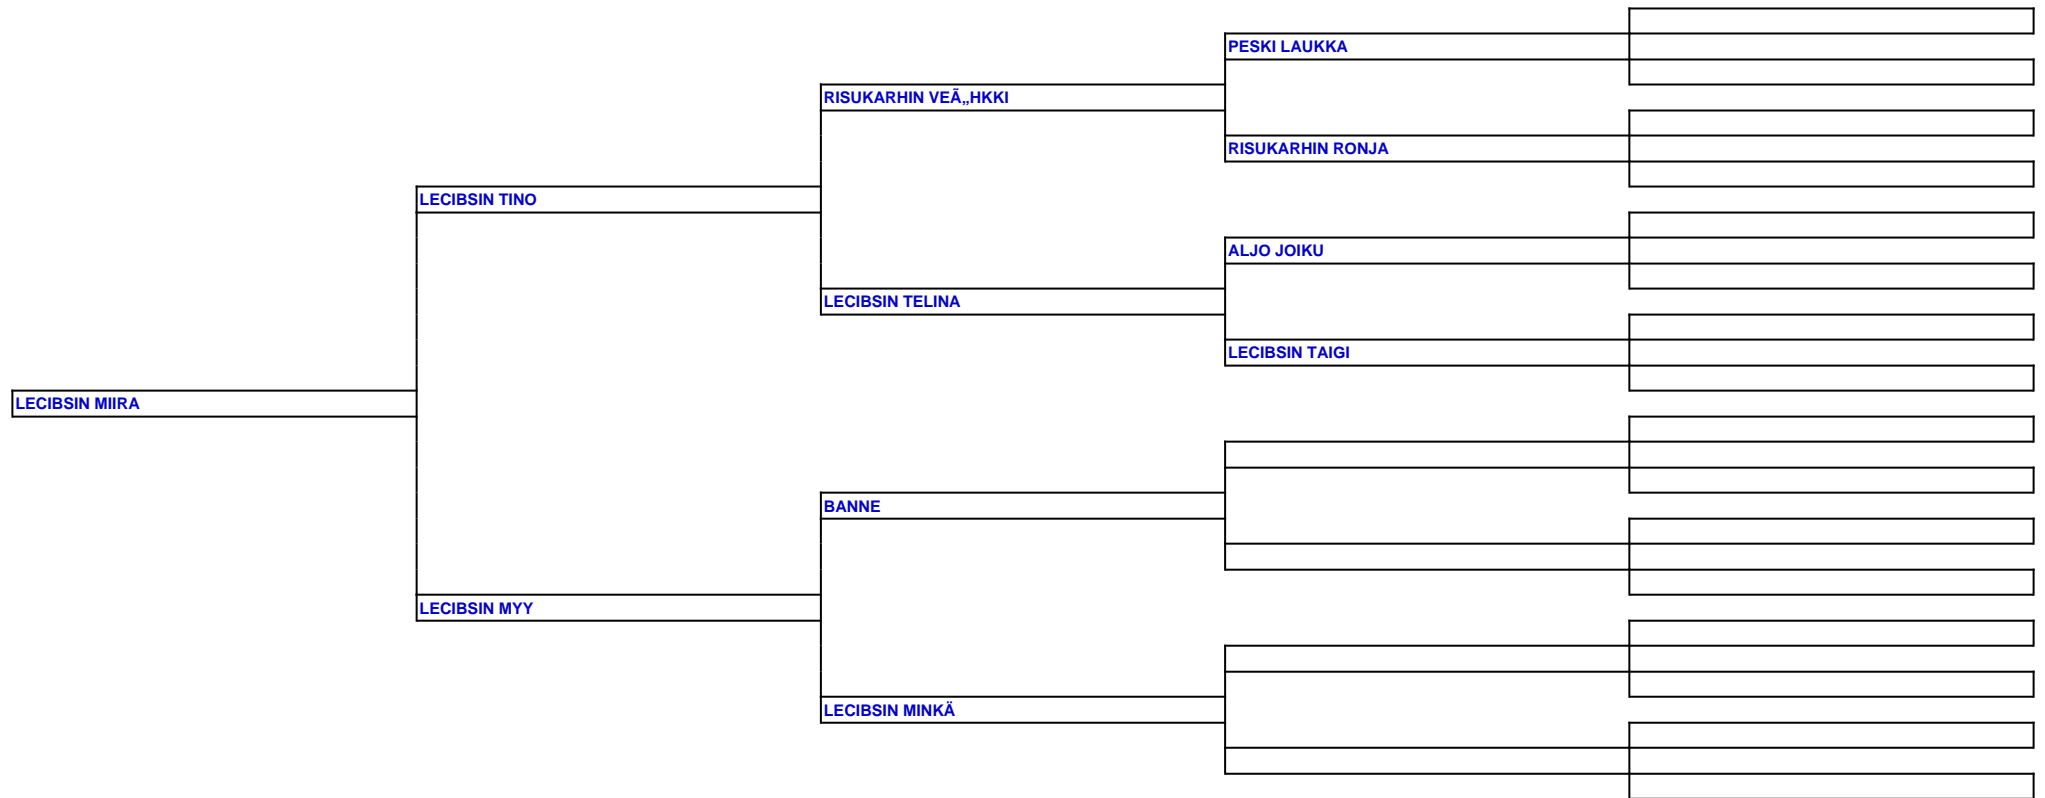 PESKI LAUKKA
RISUKARHIN VEÃ„HKKI
RISUKARHIN RONJA
LECIBSIN TINO
ALJO JOIKU
LECIBSIN TELINA
LECIBSIN TAIGI
LECIBSIN MIIRA
BANNE
LECIBSIN MYY
LECIBSIN MINKÄ